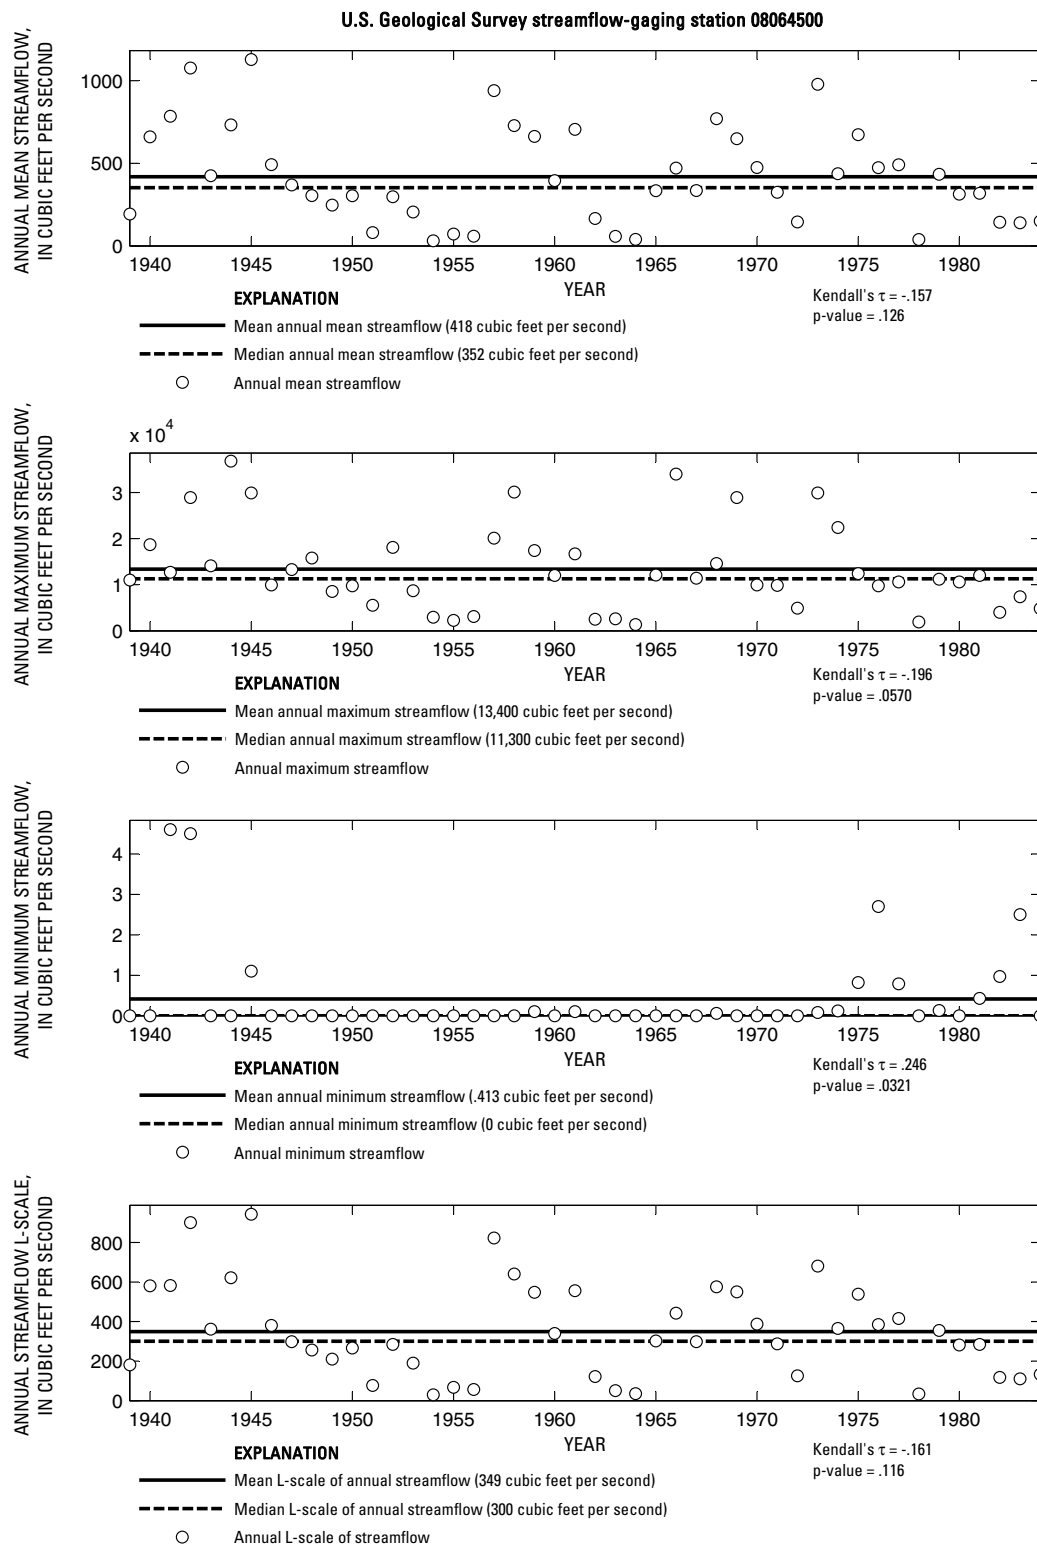 U.S. Geological Survey streamflow-gaging station 08064500
ANNUAL MEAN STREAMFLOW,
IN CUBIC FEET PER SECOND
1000
500
0
1940 1945 1950 1955 1960 1965 1970 1975 1980
YEAR
Kendall's τ = -.157
p-value = .126
EXPLANATION
Mean annual mean streamflow (418 cubic feet per second)
Median annual mean streamflow (352 cubic feet per second)
Annual mean streamflow
ANNUAL MAXIMUM STREAMFLOW,
IN CUBIC FEET PER SECOND
x 10^4
3
2
1
0
1940 1945 1950 1955 1960 1965 1970 1975 1980
YEAR
Kendall's τ = -.196
p-value = .0570
EXPLANATION
Mean annual maximum streamflow (13,400 cubic feet per second)
Median annual maximum streamflow (11,300 cubic feet per second)
Annual maximum streamflow
ANNUAL MINIMUM STREAMFLOW,
IN CUBIC FEET PER SECOND
4
3
2
1
0
1940 1945 1950 1955 1960 1965 1970 1975 1980
YEAR
Kendall's τ = .246
p-value = .0321
EXPLANATION
Mean annual minimum streamflow (.413 cubic feet per second)
Median annual minimum streamflow (0 cubic feet per second)
Annual minimum streamflow
ANNUAL STREAMFLOW L-SCALE,
IN CUBIC FEET PER SECOND
800
600
400
200
0
1940 1945 1950 1955 1960 1965 1970 1975 1980
YEAR
Kendall's τ = -.161
p-value = .116
EXPLANATION
Mean L-scale of annual streamflow (349 cubic feet per second)
Median L-scale of annual streamflow (300 cubic feet per second)
Annual L-scale of streamflow